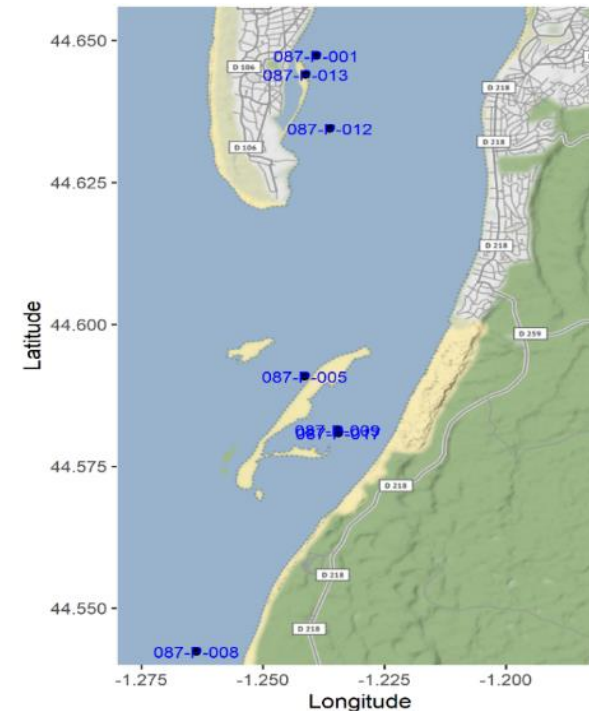 44.650
087-P-001
D 106
087-P-013
D 218
44.625
087-P-012
D 106
D 218
D 218
44.600
D 259
Latitude
087-P-005
087-P-009
087-P-017
44.575
D 218
D 218
44.550
D 218
087-P-008
-1.275
-1.250
-1.225
-1.200
Longitude